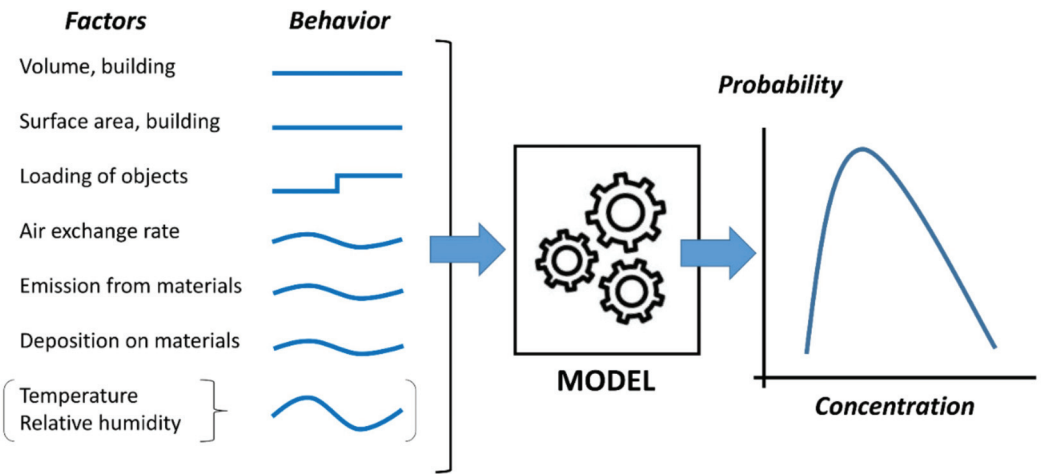 Factors
Behavior
Volume, building
Surface area, building
Loading of objects
Air exchange rate
Emission from materials
Deposition on materials
Temperature
Relative humidity
MODEL
Probability
Concentration